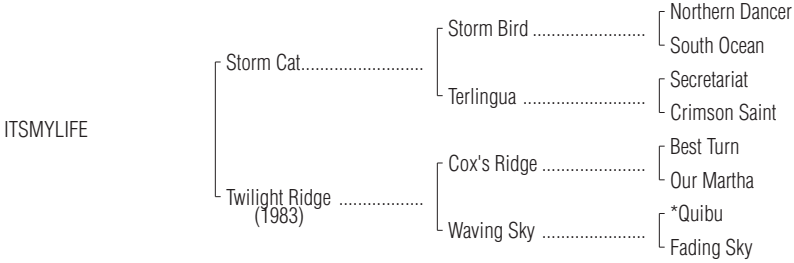 Northern Dancer
Storm Bird ........................
South Ocean
Storm Cat..........................
Secretariat
Terlingua ..........................
Crimson Saint
ITSMYLIFE
Best Turn
Cox's Ridge ......................
Our Martha
Twilight Ridge ..................
(1983)
*Quibu
Waving Sky ......................
Fading Sky